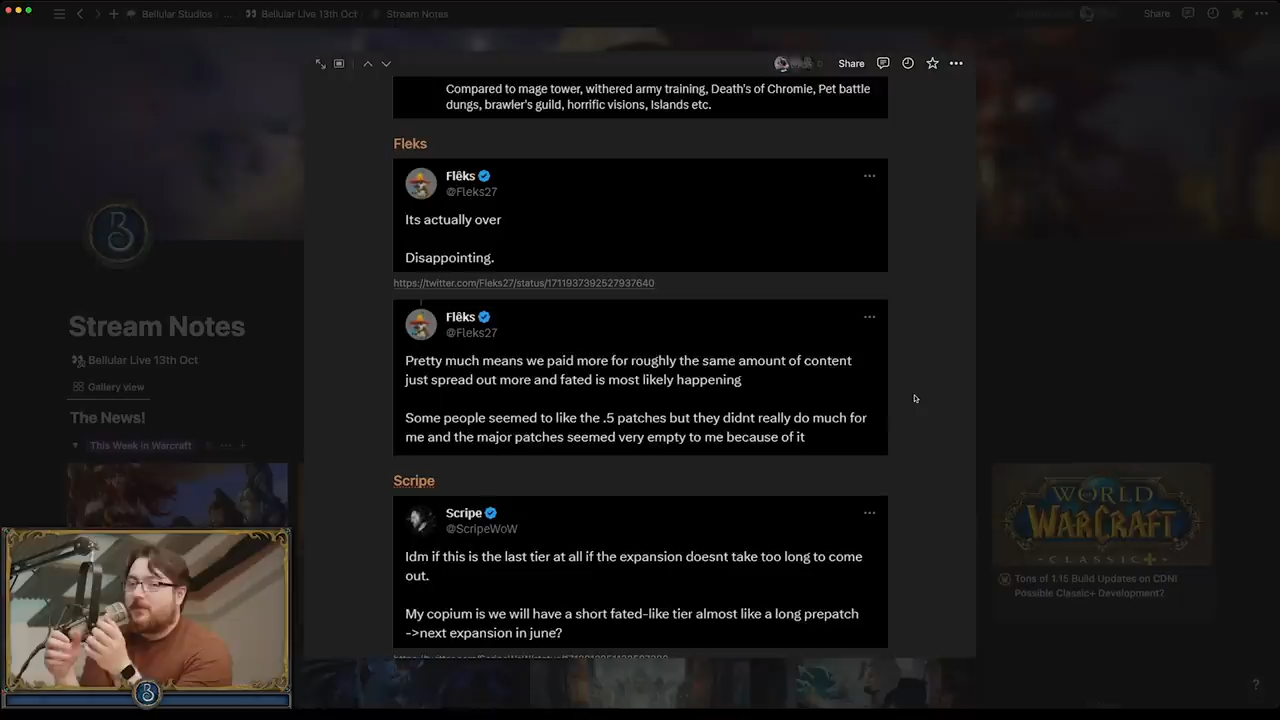 Bellular Studios
Bellular Live 13th Oct
Stream Notes
Share
Share
Compared to mage tower, withered army training, Death's of Chromie, Pet battle
dungs, brawler's guild, horrific visions, Islands etc.
Fleks
Flêks
@Fleks27
Its actually over
Disappointing.
https://twitter.com/Fleks27/status/1711937392527937640
Flêks
@Fleks27
Pretty much means we paid more for roughly the same amount of content
just spread out more and fated is most likely happening
Some people seemed to like the .5 patches but they didnt really do much for
me and the major patches seemed very empty to me because of it
Scripe
Scripe
@ScripeWoW
Idm if this is the last tier at all if the expansion doesnt take too long to come
out.
My copium is we will have a short fated-like tier almost like a long prepatch
->next expansion in june?
Stream Notes
Bellular Live 13th Oct
Gallery view
The News!
This Week in Warcraft
B
B
WORLD
OF
WARCRAFT
CLASSIC+
Tons of 1.15 Build Updates on CDN!
Possible Classic+ Development?
?